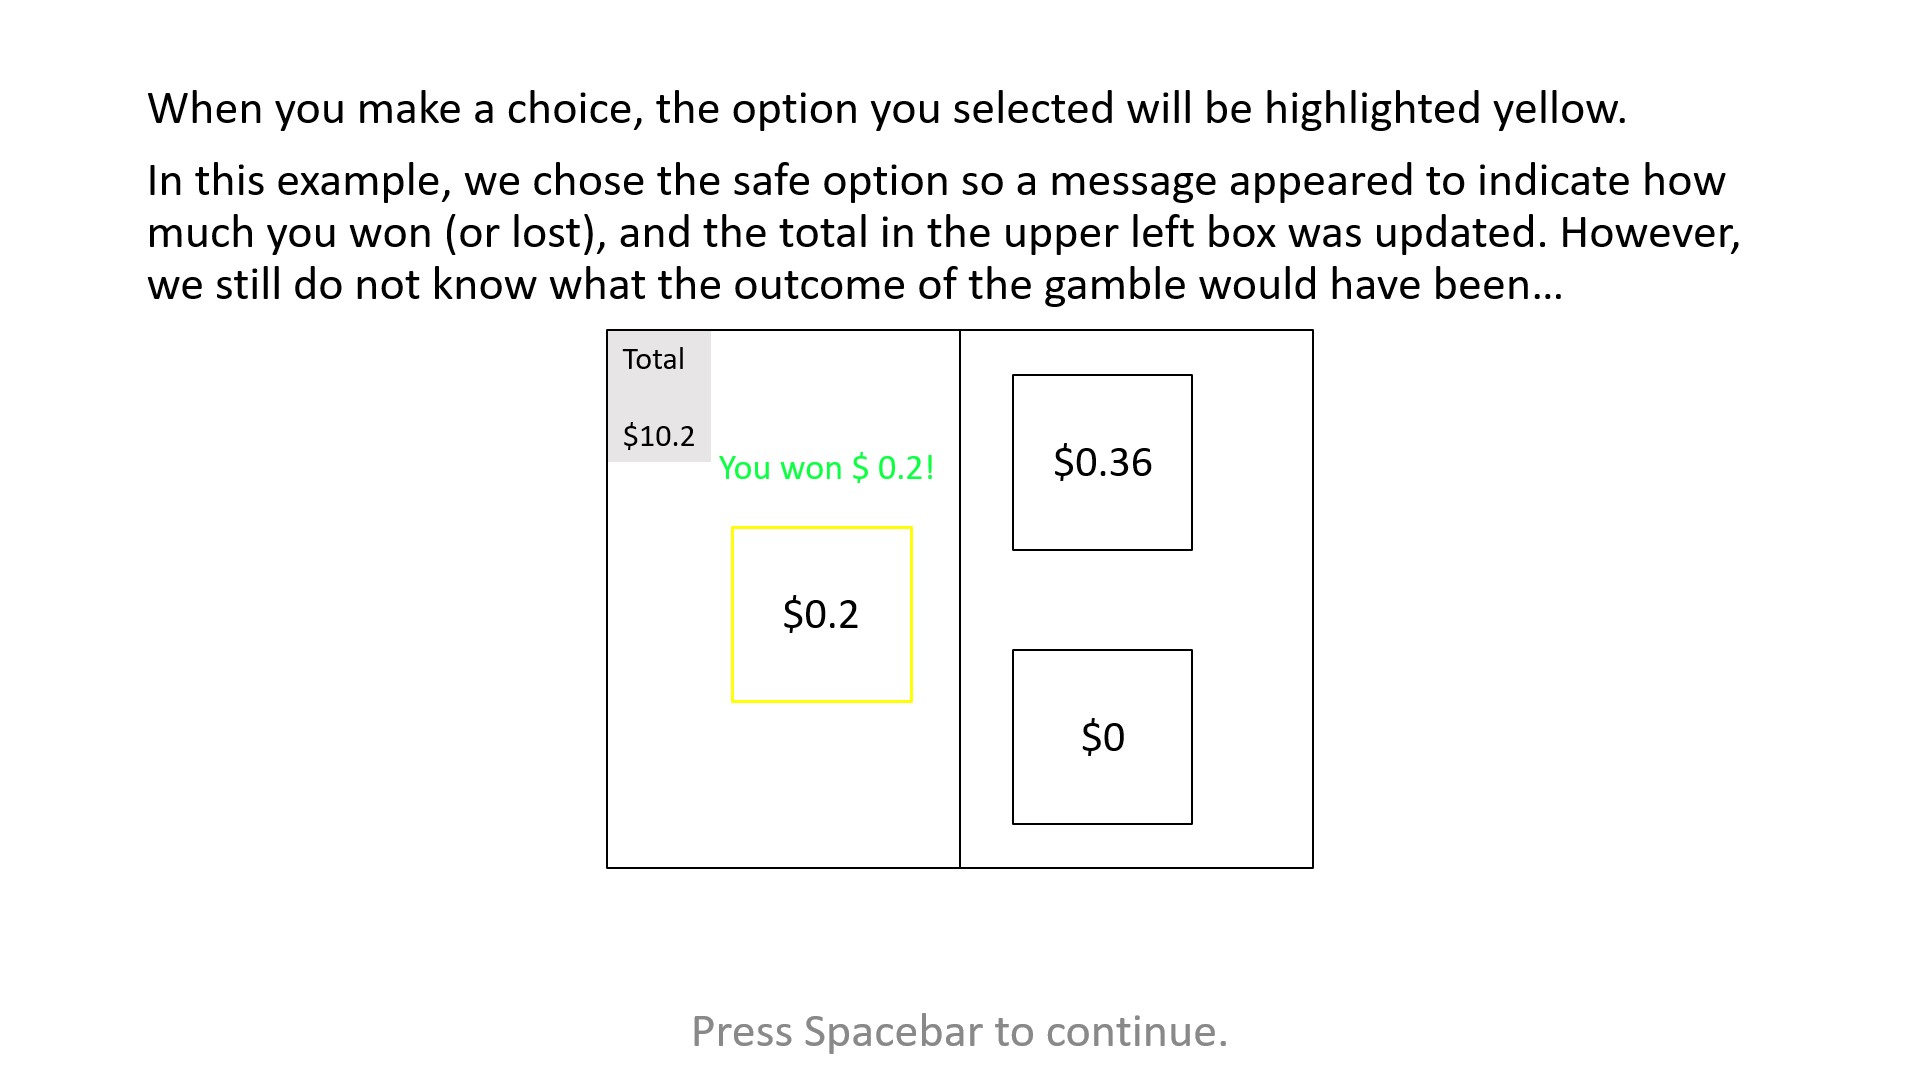 When you make a choice, the option you selected will be highlighted yellow.
In this example, we chose the safe option so a message appeared to indicate how
much you won (or lost), and the total in the upper left box was updated. However,
we still do not know what the outcome of the gamble would have been...
Total
$10.2
You won $ 0.2!
$0.2
$0.36
$0
Press Spacebar to continue.